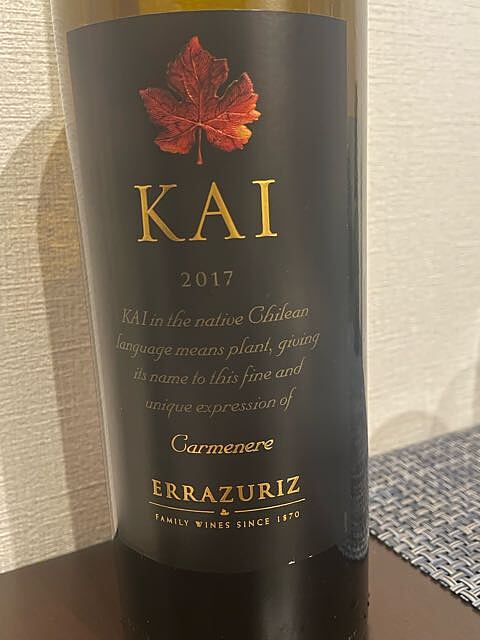 KAI
2017
KAI in the native Chilean
language means plant, giving
its name to this fine and
unique expression of
Carmenere
ERRAZURIZ
FAMILY WINES SINCE 1870